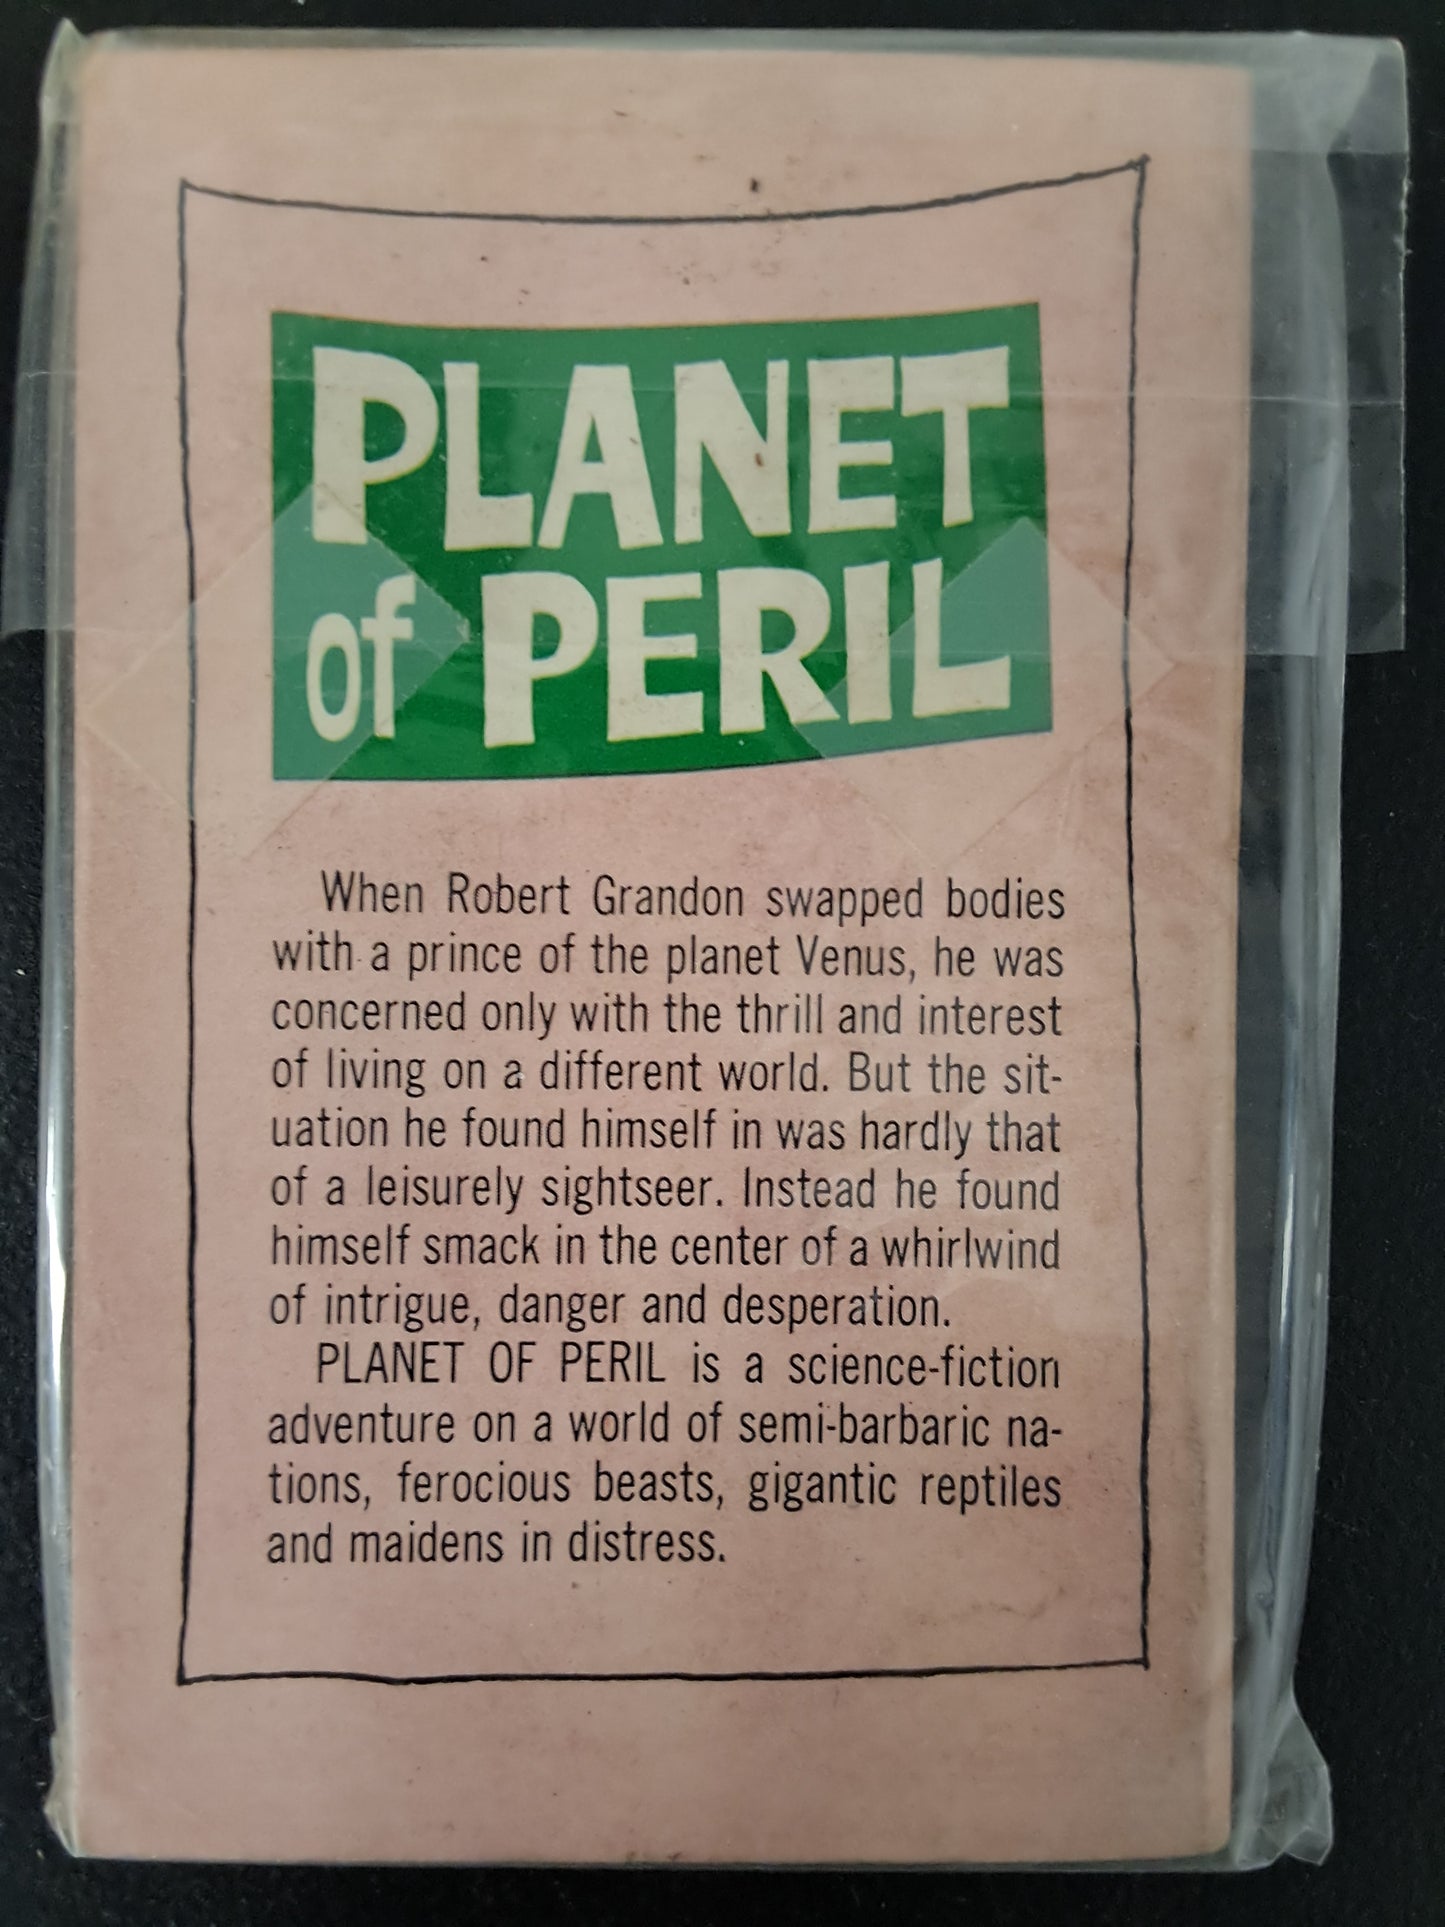 PLANET
of PERIL
When Robert Grandon swapped bodies
with a prince of the planet Venus, he was
concerned only with the thrill and interest
of living on a different world. But the sit-
uation he found himself in was hardly that
of a leisurely sightseer. Instead he found
himself smack in the center of a whirlwind
of intrigue, danger and desperation.
PLANET OF PERIL is a science-fiction
adventure on a world of semi-barbaric na-
tions, ferocious beasts, gigantic reptiles
and maidens in distress.